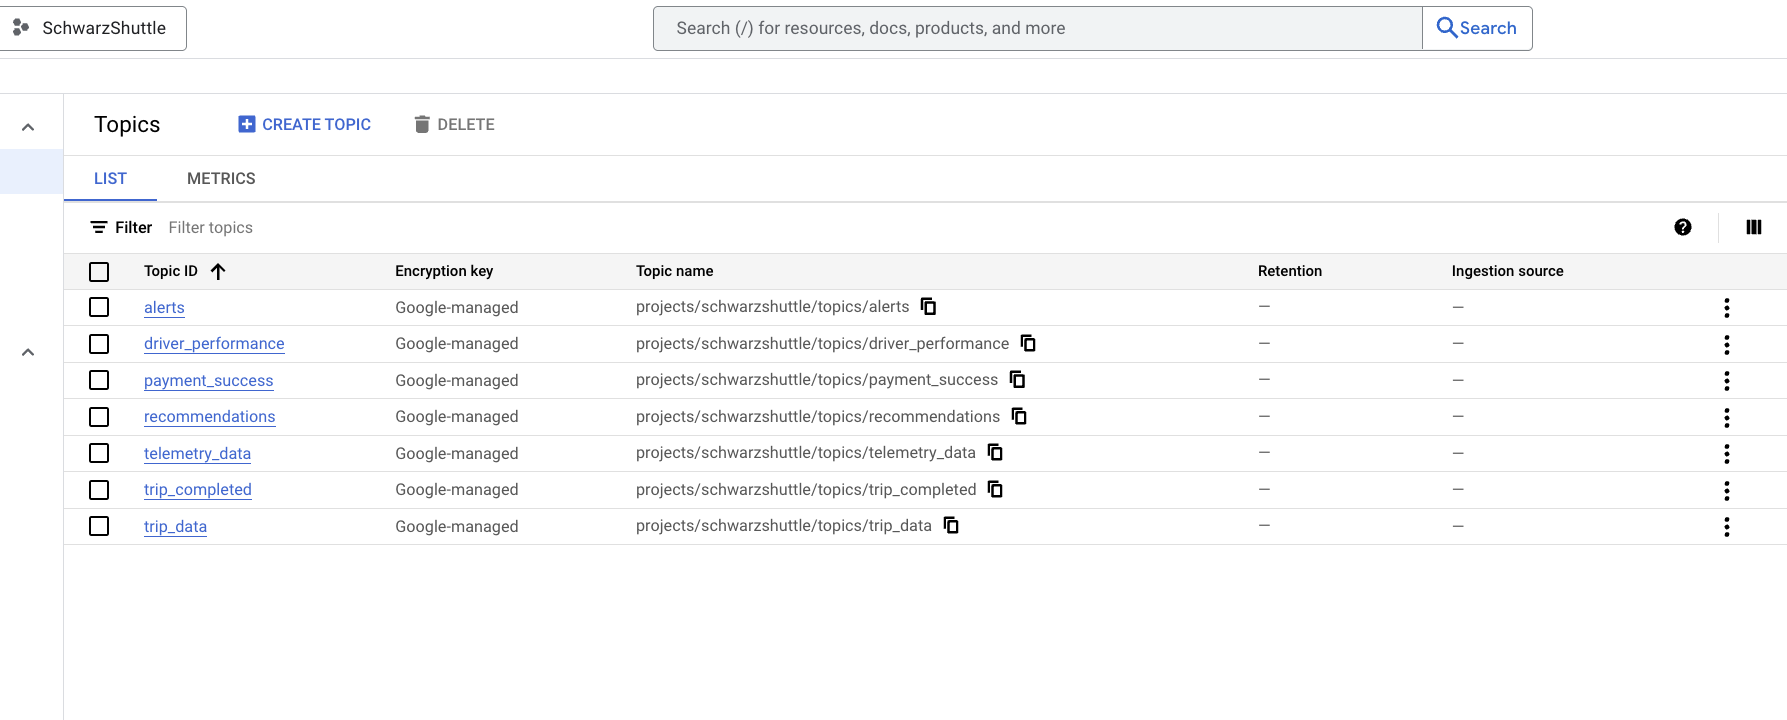 SchwarzShuttle
Search (/) for resources, docs, products, and more
Search
Topics
CREATE TOPIC
DELETE
LIST
METRICS
Filter
Filter topics
Topic ID Encryption key Topic name Retention Ingestion source
alerts Google-managed projects/schwarzshuttle/topics/alerts — —
driver_performance Google-managed projects/schwarzshuttle/topics/driver_performance — —
payment_success Google-managed projects/schwarzshuttle/topics/payment_success — —
recommendations Google-managed projects/schwarzshuttle/topics/recommendations — —
telemetry_data Google-managed projects/schwarzshuttle/topics/telemetry_data — —
trip_completed Google-managed projects/schwarzshuttle/topics/trip_completed — —
trip_data Google-managed projects/schwarzshuttle/topics/trip_data — —